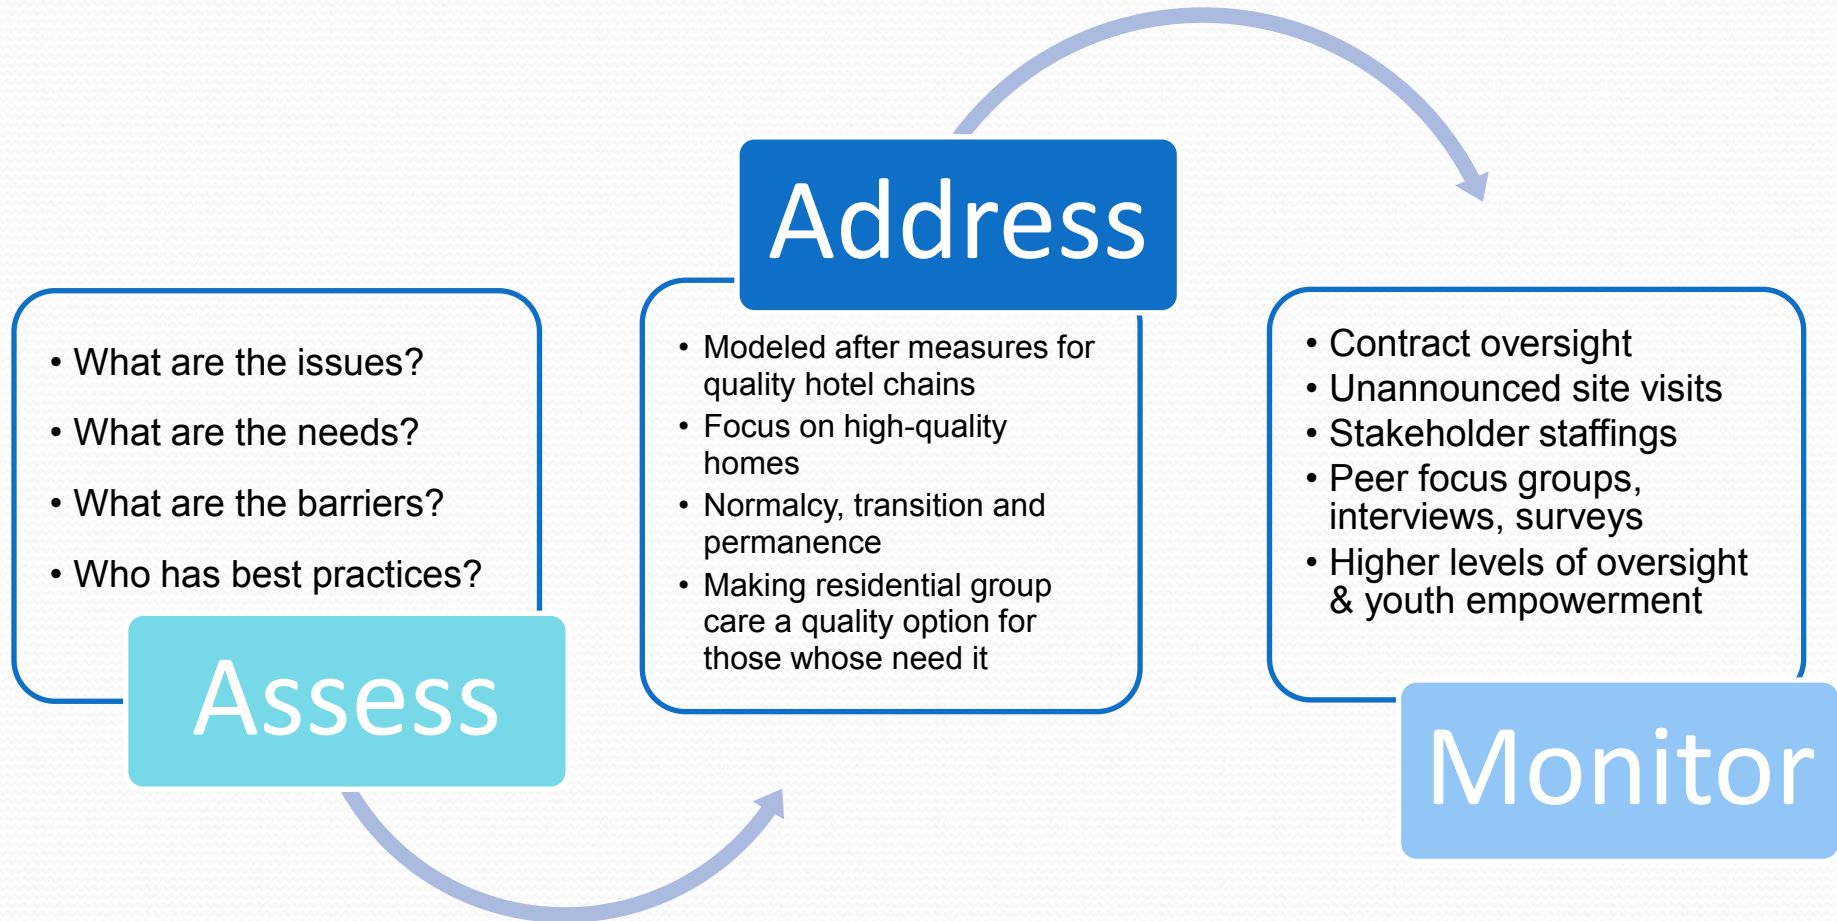 • What are the issues?
• What are the needs?
• What are the barriers?
• Who has best practices?
Assess
Address
• Modeled after measures for
quality hotel chains
• Focus on high-quality
homes
• Normalcy, transition and
permanence
• Making residential group
care a quality option for
those whose need it
• Contract oversight
• Unannounced site visits
• Stakeholder staffings
• Peer focus groups,
interviews, surveys
• Higher levels of oversight
& youth empowerment
Monitor